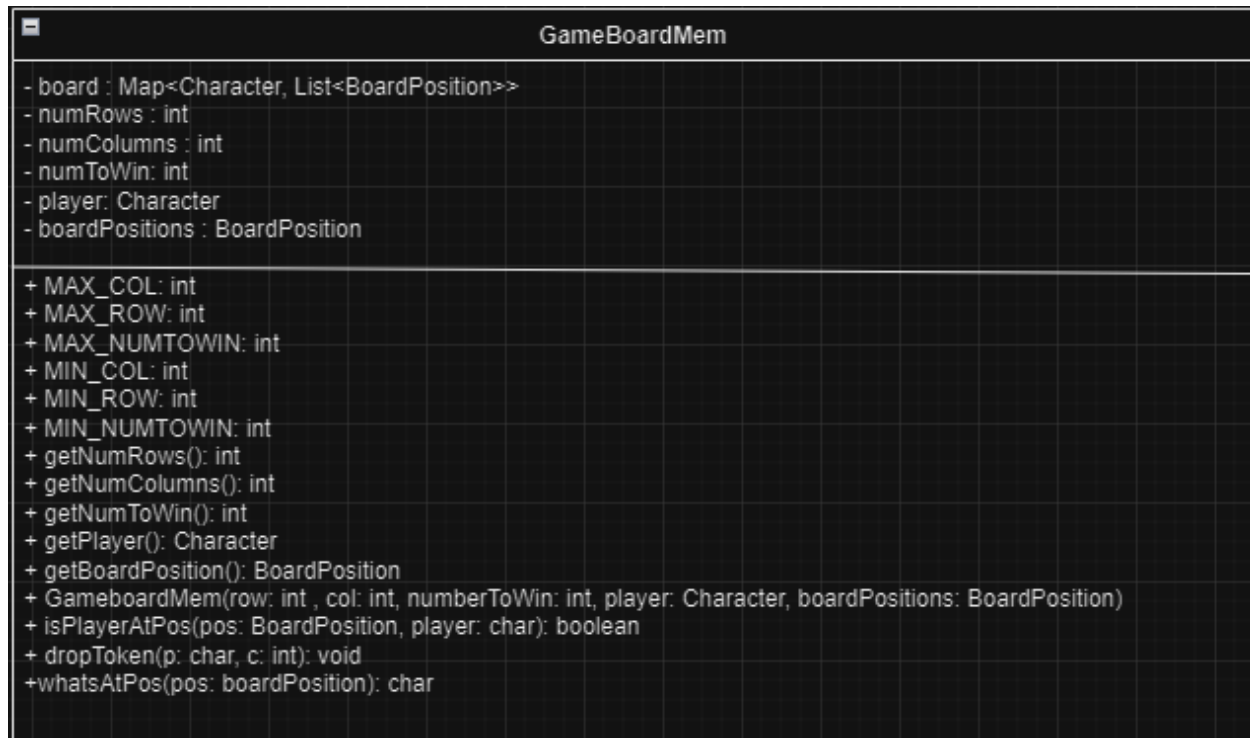 GameBoardMem
- board : Map<Character, List<BoardPosition>>
- numRows : int
- numColumns : int
- numToWin: int
- player: Character
- boardPositions : BoardPosition
+ MAX_COL: int
+ MAX_ROW: int
+ MAX_NUMTOWIN: int
+ MIN_COL: int
+ MIN_ROW: int
+ MIN_NUMTOWIN: int
+ getNumRows(): int
+ getNumColumns(): int
+ getNumToWin(): int
+ getPlayer(): Character
+ getBoardPosition(): BoardPosition
+ GameboardMem(row: int , col: int, numberToWin: int, player: Character, boardPositions: BoardPosition)
+ isPlayerAtPos(pos: BoardPosition, player: char): boolean
+ dropToken(p: char, c: int): void
+whatsAtPos(pos: boardPosition): char